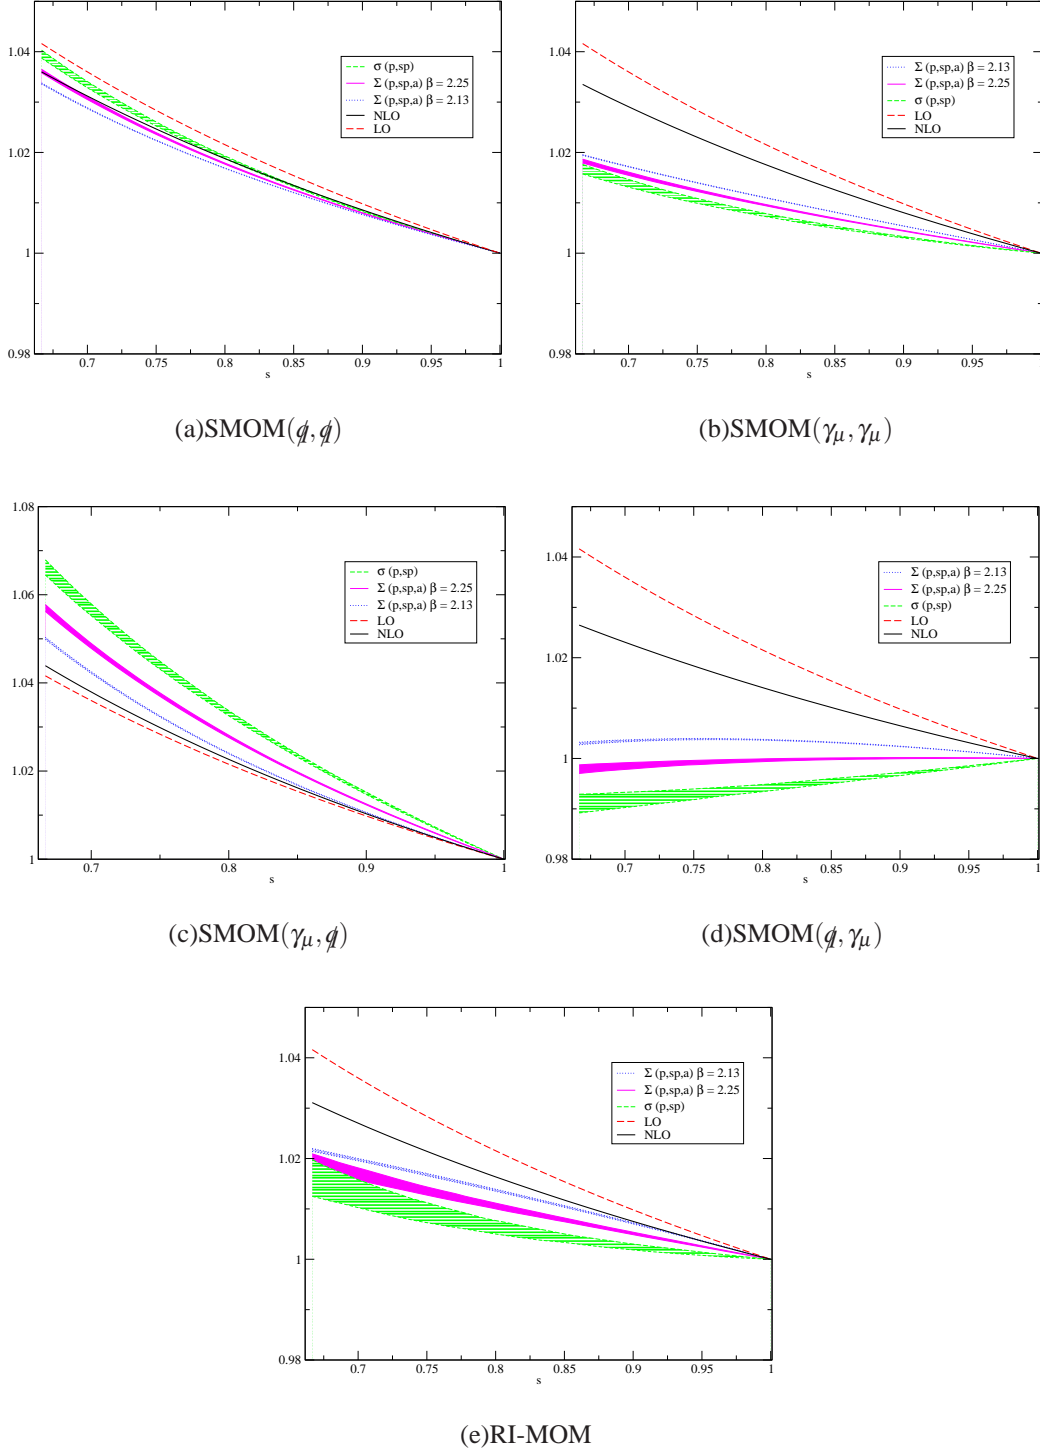 1.04
1.02
1
0.98
0.7
0.75
0.8
0.85
0.9
0.95
1
s
σ (p,sp)
Σ (p,sp,a) β = 2.25
Σ (p,sp,a) β = 2.13
NLO
LO
(a)SMOM(q̸,q̸)
1.04
1.02
1
0.98
0.7
0.75
0.8
0.85
0.9
0.95
1
s
Σ (p,sp,a) β = 2.13
Σ (p,sp,a) β = 2.25
σ (p,sp)
LO
NLO
(b)SMOM(γμ,γμ)
1.08
1.06
1.04
1.02
1
0.7
0.8
0.9
1
s
σ (p,sp)
Σ (p,sp,a) β = 2.25
Σ (p,sp,a) β = 2.13
LO
NLO
(c)SMOM(γμ,q̸)
1.04
1.02
1
0.98
0.7
0.75
0.8
0.85
0.9
0.95
1
s
Σ (p,sp,a) β = 2.13
Σ (p,sp,a) β = 2.25
σ (p,sp)
LO
NLO
(d)SMOM(q̸,γμ)
1.04
1.02
1
0.98
0.7
0.75
0.8
0.85
0.9
0.95
1
s
Σ (p,sp,a) β = 2.13
Σ (p,sp,a) β = 2.25
σ (p,sp)
LO
NLO
(e)RI-MOM